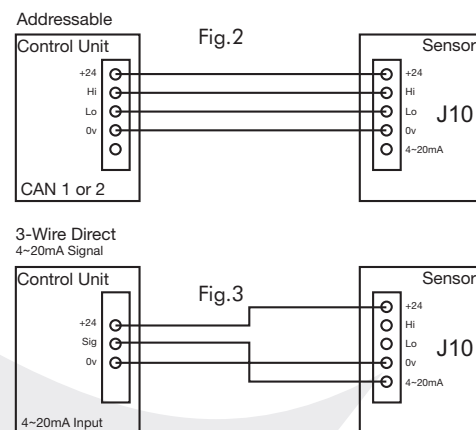 Addressable
Fig.2
Control Unit
Sensor
+24
Hi
Lo
0v
CAN 1 or 2
+24
Hi
Lo
0v
4~20mA
J10
3-Wire Direct
4~20mA Signal
Fig.3
Control Unit
Sensor
+24
Sig
0v
4~20mA Input
+24
Hi
Lo
0v
4~20mA
J10